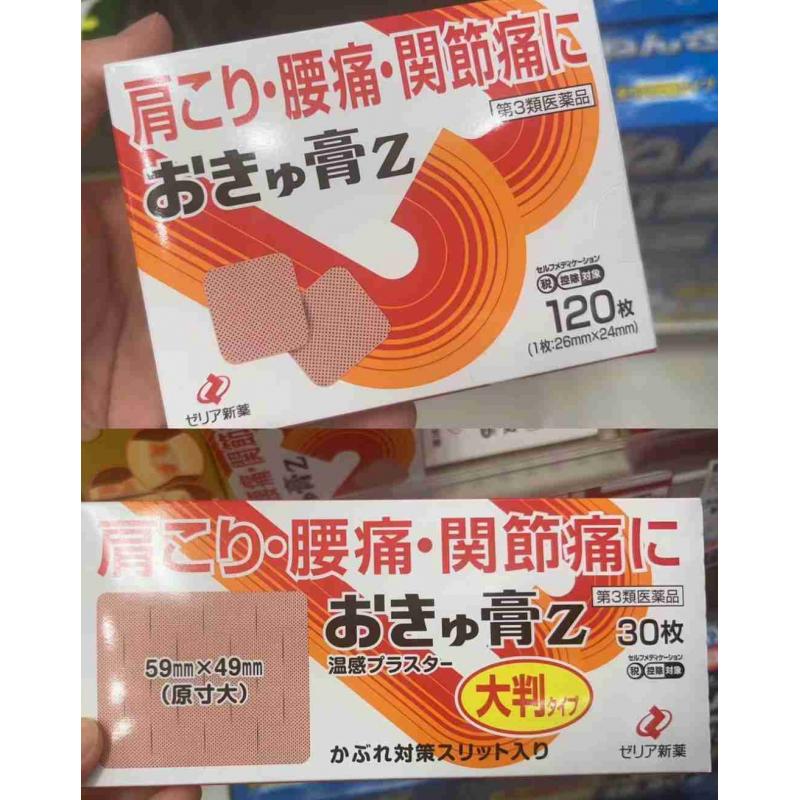 肩こり・腰痛・関節痛に
第3類医薬品
おきゅ膏Z
セルフメディケーション
税 控除 対象
120枚
(1枚:26mm×24mm)
ゼリア新薬
肩こり・腰痛・関節痛に
おきゅ膏Z
第3類医薬品
30枚
温感プラスター
セルフメディケーション
税 控除 対象
59mm×49mm
(原寸大)
大判タイプ
かぶれ対策スリット入り
ゼリア新薬